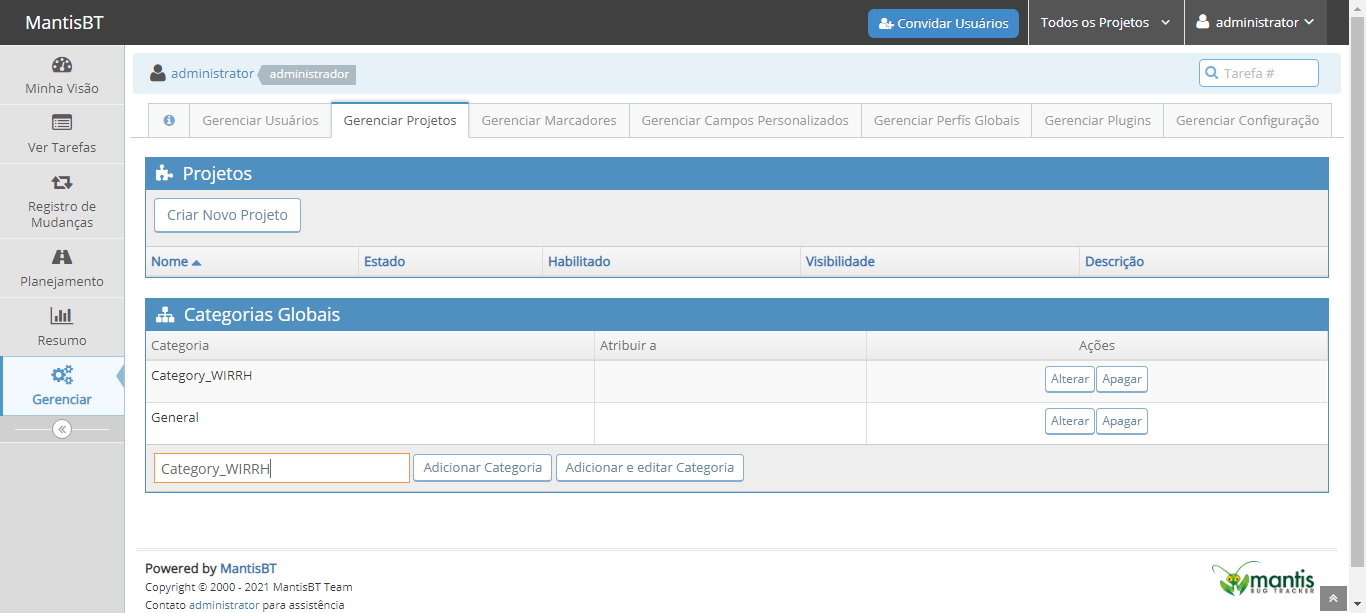 MantisBT
Convidar Usuários
Todos os Projetos
administrator
Minha Visão
Ver Tarefas
Registro de
Mudanças
Planejamento
Resumo
Gerenciar
administrator administrador
Tarefa #
Gerenciar Usuários
Gerenciar Projetos
Gerenciar Marcadores
Gerenciar Campos Personalizados
Gerenciar Perfís Globais
Gerenciar Plugins
Gerenciar Configuração
Projetos
Criar Novo Projeto
Nome Estado Habilitado Visibilidade Descrição
Categorias Globais
Categoria Atribuir a Ações
Category_WIRRH Alterar Apagar
General Alterar Apagar
Category_WIRRH Adicionar Categoria Adicionar e editar Categoria
Powered by MantisBT
Copyright © 2000 - 2021 MantisBT Team
Contato administrator para assistência
mantis
BUG TRACKER